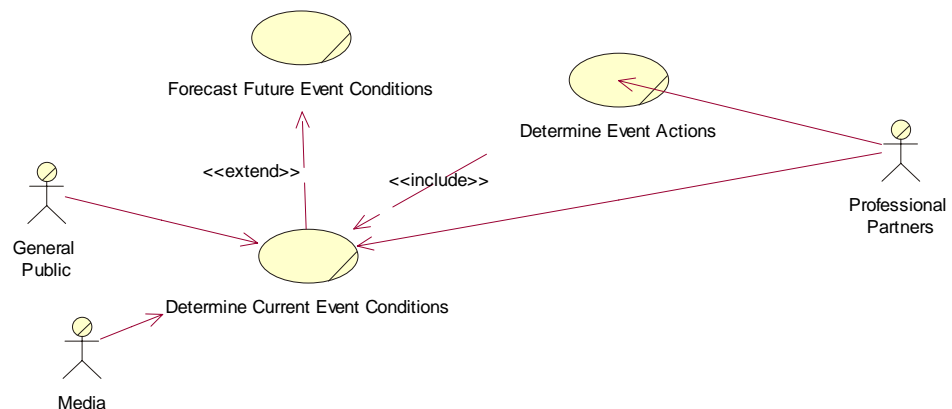 Forecast Future Event Conditions
Determine Event Actions
<<extend>>
<<include>>
General
Public
Professional
Partners
Determine Current Event Conditions
Media